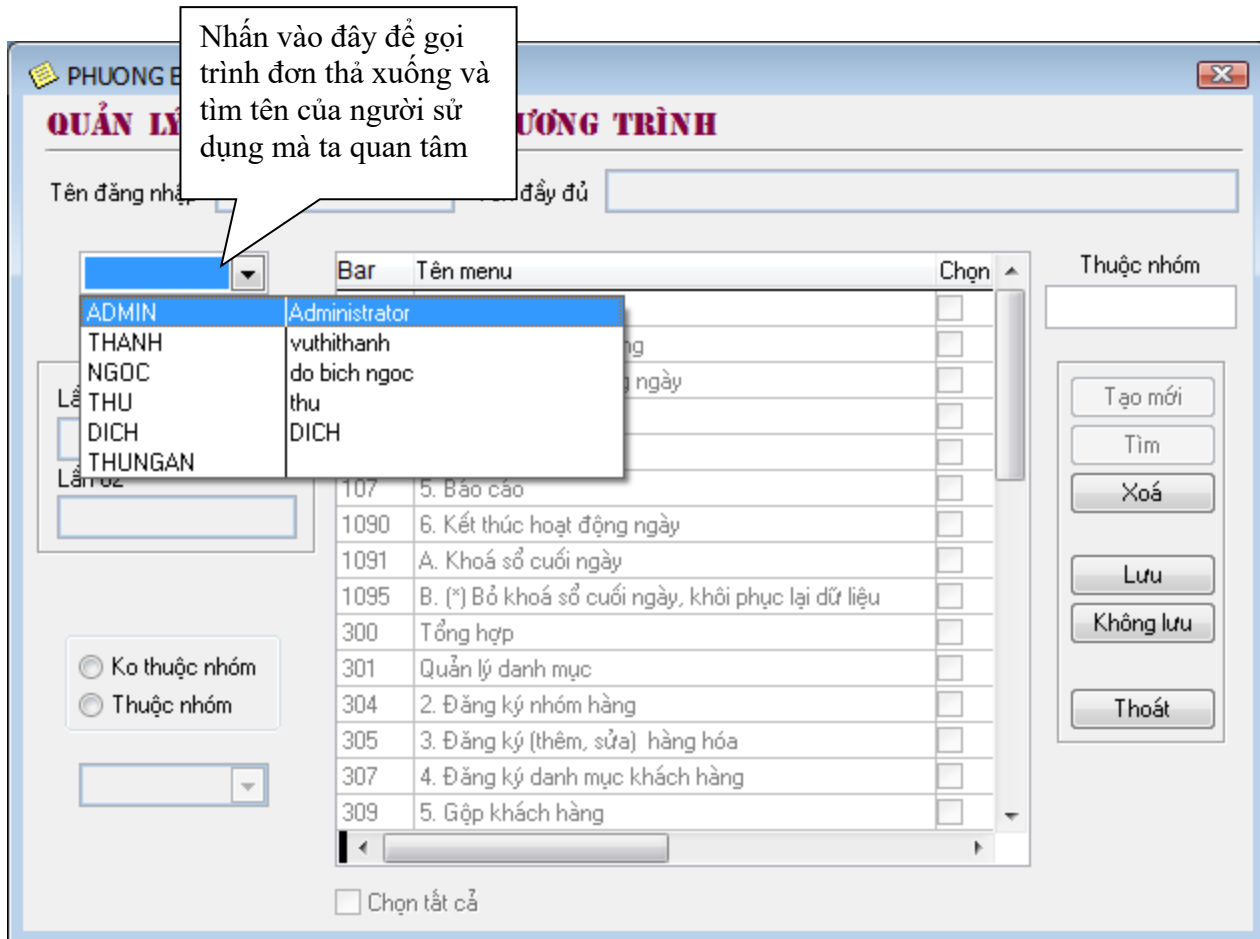 Nhấn vào đây để gọi
trình đơn thả xuống và
tìm tên của người sử
dụng mà ta quan tâm
PHUONG
QUẢN LÝ TRÌNH
Tên đăng đầy đủ
Bar Tên menu Chọn
Thuộc nhóm
ADMIN Administrator
THANH vuthithanh
NGOC do bich ngoc
ngày
THU thu
DICH DICH
THUNGAN
107 5. Báo cáo
1090 6. Kết thúc hoạt động ngày
1091 A. Khoá sổ cuối ngày
1095 B. (*) Bỏ khoá sổ cuối ngày, khôi phục lại dữ liệu
300 Tổng hợp
301 Quản lý danh mục
304 2. Đăng ký nhóm hàng
305 3. Đăng ký (thêm, sửa) hàng hóa
307 4. Đăng ký danh mục khách hàng
309 5. Gộp khách hàng
Ko thuộc nhóm
Thuộc nhóm
Chọn tất cả
Tạo mới
Tìm
Xoá
Lưu
Không lưu
Thoát